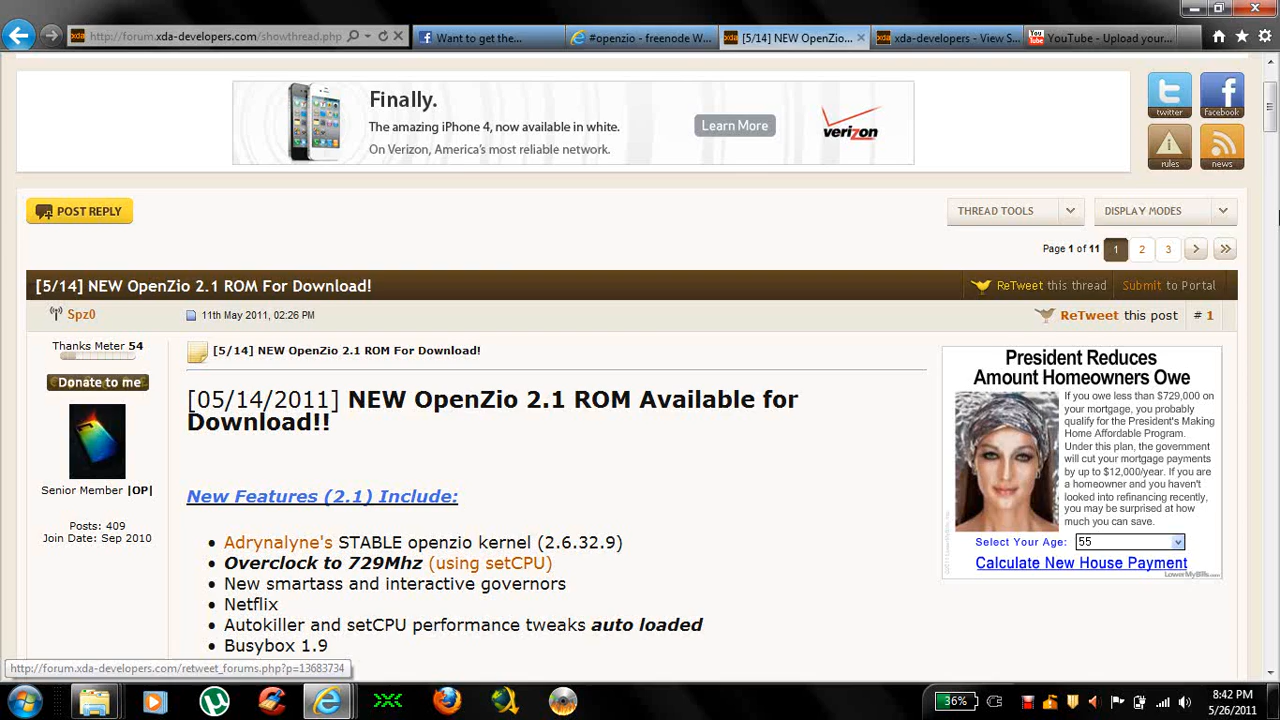 http://forum.xda-developers.com/showthread.php
Want to get the...
#openzio - freenode W...
[5/14] NEW OpenZio...
xda-developers - View S...
YouTube - Upload your...
Finally.
The amazing iPhone 4, now available in white.
On Verizon, America's most reliable network.
Learn More
verizon
twitter
facebook
rules
news
POST REPLY
THREAD TOOLS
DISPLAY MODES
Page 1 of 11
1 2 3 > >>
[5/14] NEW OpenZio 2.1 ROM For Download!
ReTweet this thread
Submit to Portal
Spz0
11th May 2011, 02:26 PM
ReTweet this post
# 1
Thanks Meter 54
Donate to me
Senior Member |OP|
Posts: 409
Join Date: Sep 2010
[5/14] NEW OpenZio 2.1 ROM For Download!
[05/14/2011] NEW OpenZio 2.1 ROM Available for
Download!!
New Features (2.1) Include:
• Adrynalyne's STABLE openzio kernel (2.6.32.9)
• Overclock to 729Mhz (using setCPU)
• New smartass and interactive governors
• Netflix
• Autokiller and setCPU performance tweaks auto loaded
• Busybox 1.9
President Reduces
Amount Homeowners Owe
If you owe less than $729,000 on
your mortgage, you probably
qualify for the President's Making
Home Affordable Program.
Under this plan, the government
will cut your mortgage payments
by up to $12,000/year. If you are
a homeowner and you haven't
looked into refinancing recently,
you may be surprised at how
much you can save.
Select Your Age: 55
Calculate New House Payment
LowerMyBills.com
http://forum.xda-developers.com/retweet_forums.php?p=13683734
36%
8:42 PM
5/26/2011